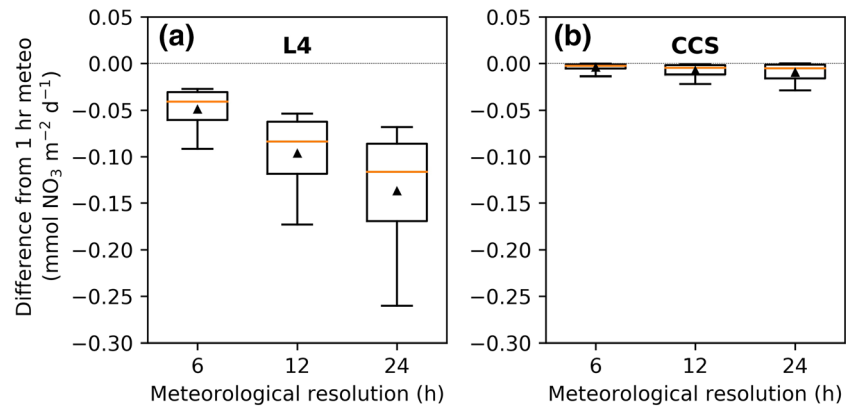 Difference from 1 hr meteo
(mmol NO₃ m⁻² d⁻¹)
(a) L4
0.05
0.00
−0.05
−0.10
−0.15
−0.20
−0.25
−0.30
6 12 24
Meteorological resolution (h)
(b) CCS
0.05
0.00
−0.05
−0.10
−0.15
−0.20
−0.25
−0.30
6 12 24
Meteorological resolution (h)